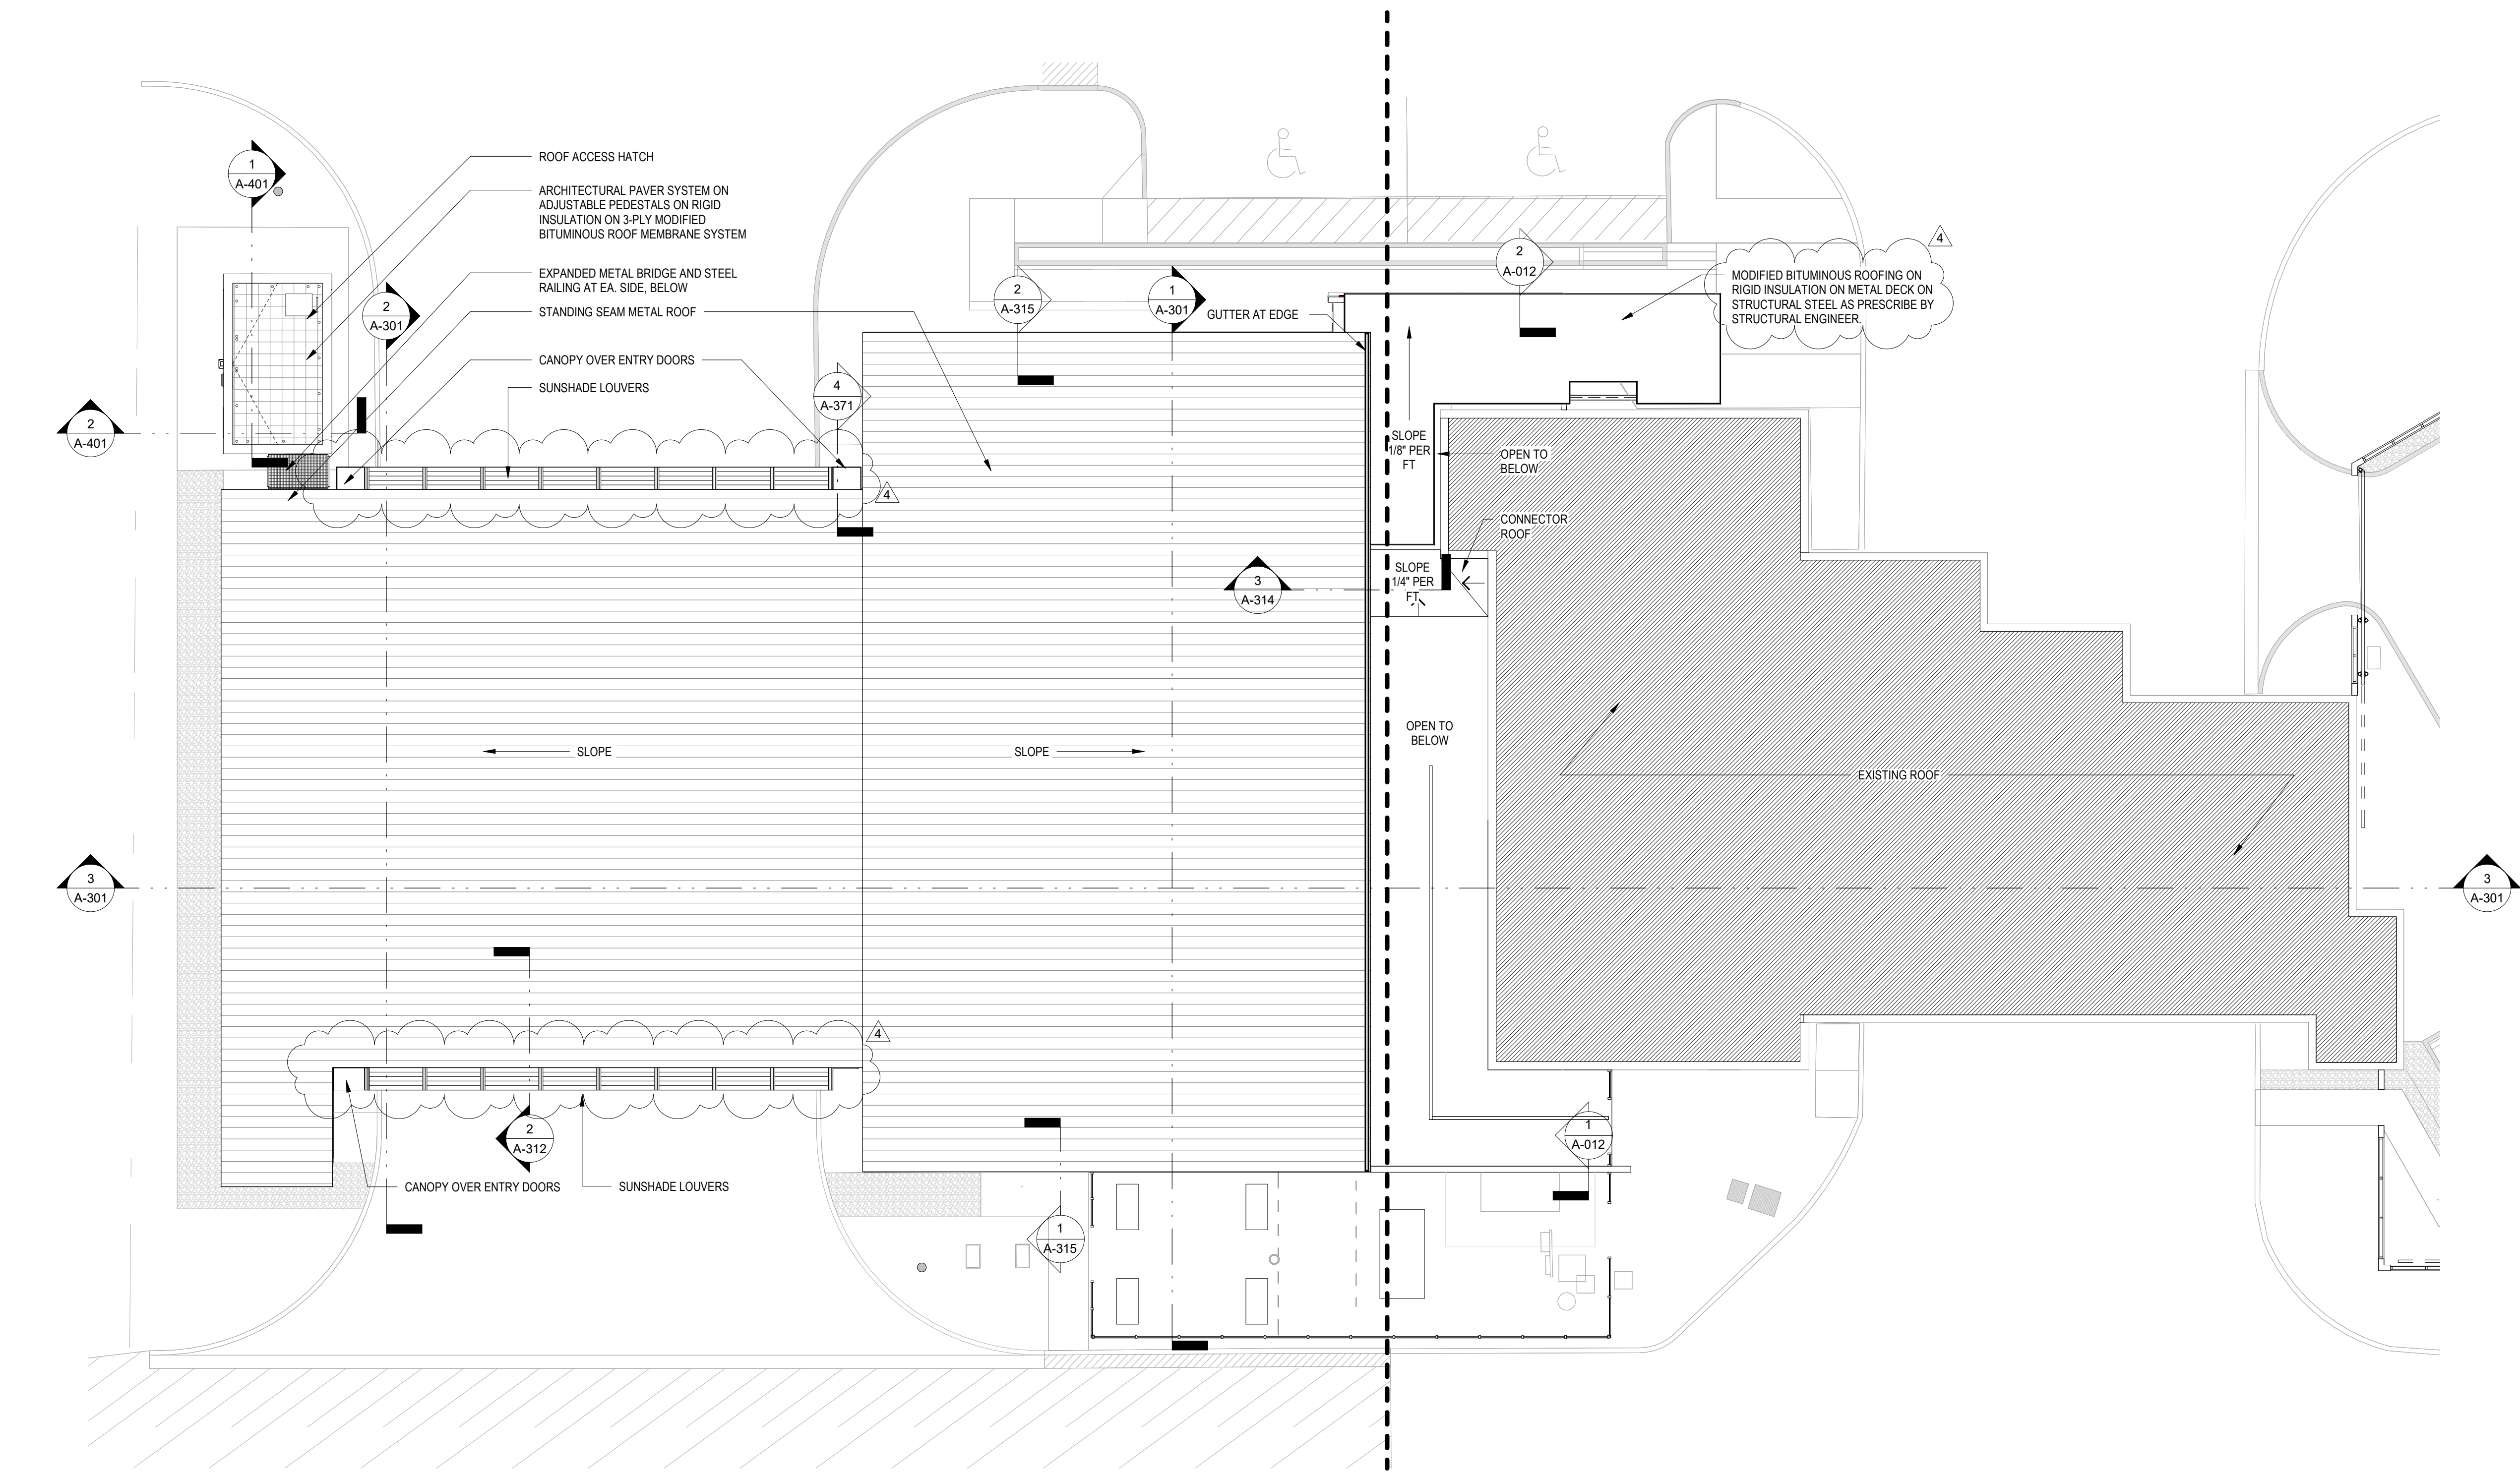 ROOF ACCESS HATCH
1
A-401
ARCHITECTURAL PAVER SYSTEM ON
ADJUSTABLE PEDESTALS ON RIGID
INSULATION ON 3-PLY MODIFIED
BITUMINOUS ROOF MEMBRANE SYSTEM
4
2
A-012
EXPANDED METAL BRIDGE AND STEEL
RAILING AT EA. SIDE, BELOW
MODIFIED BITUMINOUS ROOFING ON
RIGID INSULATION ON METAL DECK ON
STRUCTURAL STEEL AS PRESCRIBE BY
STRUCTURAL ENGINEER.
2
A-315
1
A-301
2
A-301
STANDING SEAM METAL ROOF
GUTTER AT EDGE
CANOPY OVER ENTRY DOORS
SUNSHADE LOUVERS
4
A-371
2
A-401
SLOPE
1/8" PER
FT
OPEN TO
BELOW
4
CONNECTOR
ROOF
3
A-314
SLOPE
1/4" PER
FT
OPEN TO
BELOW
SLOPE
SLOPE
EXISTING ROOF
3
A-301
3
A-301
4
2
A-312
1
A-012
CANOPY OVER ENTRY DOORS
SUNSHADE LOUVERS
1
A-315